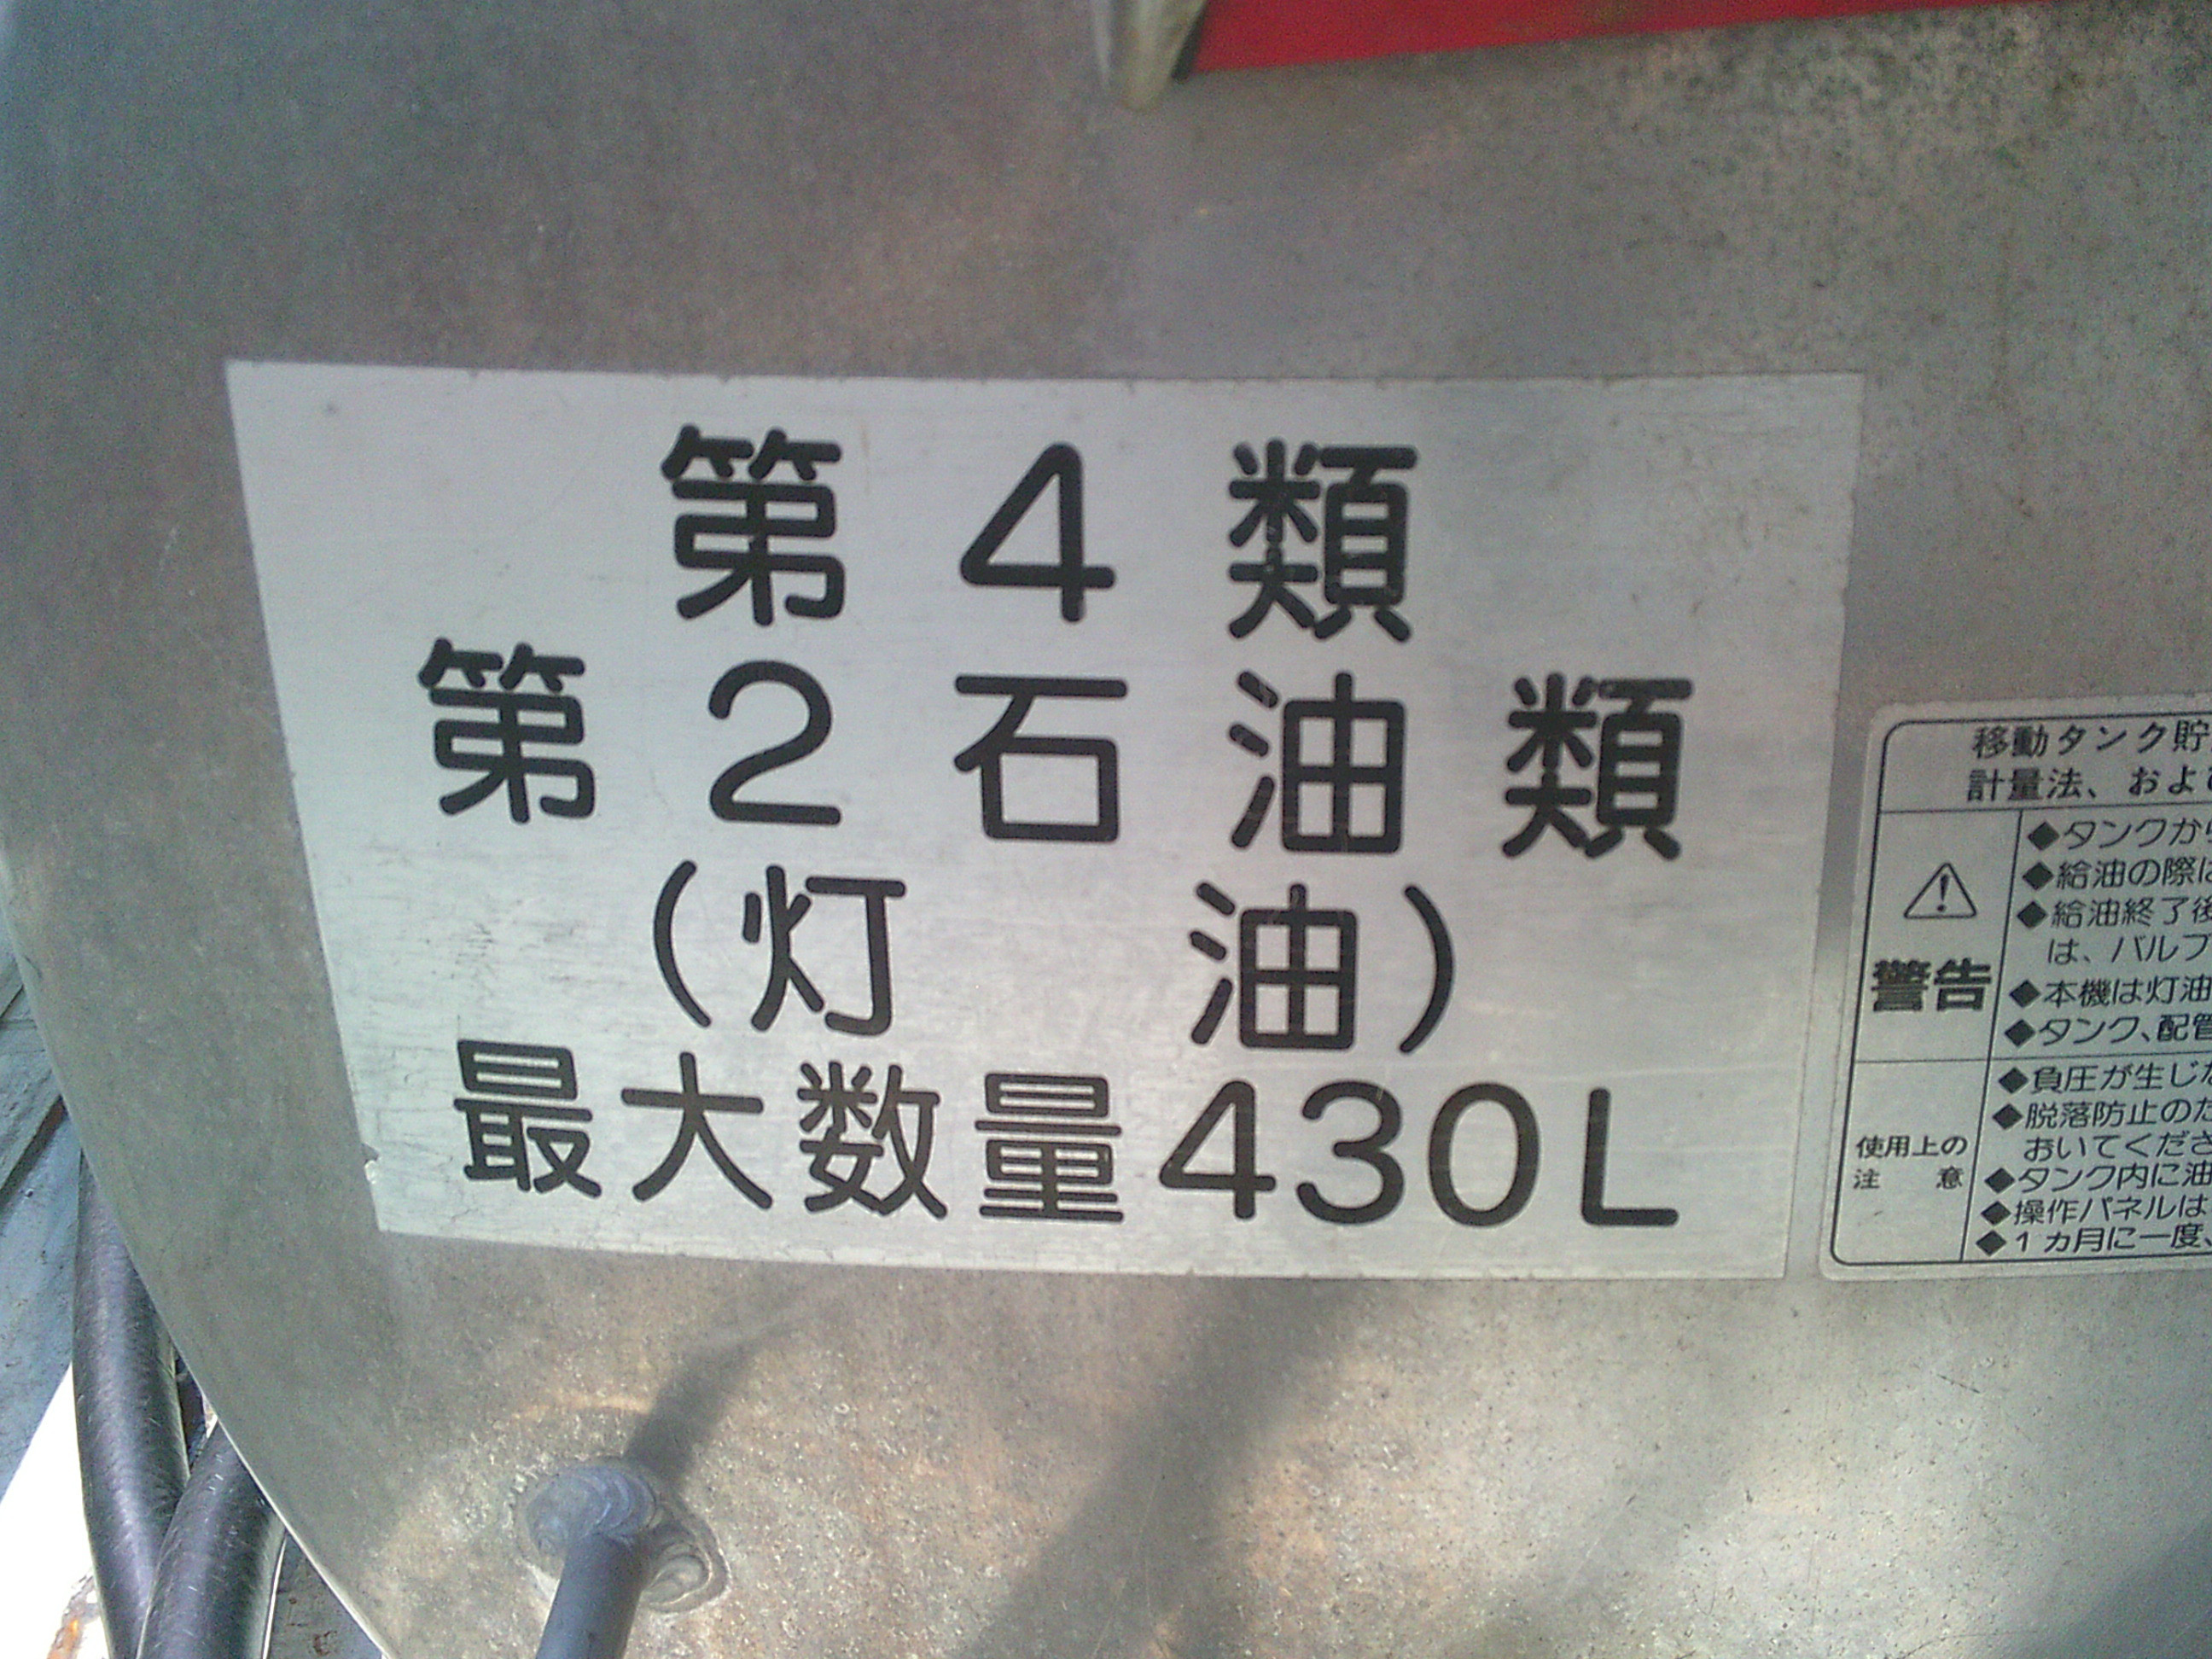 第4類
第2石油類
(灯 油)
最大数量430L
移動タンク貯
計量法、およ
警告
◆タンクか
◆給油の際は
◆給油終了後
は、バルブ
◆本機は灯油
◆タンク、配管
使用上の
注 意
◆負圧が生じ
◆脱落防止のた
おいてくださ
◆タンク内に油
◆操作パネルは
◆1カ月に一度、